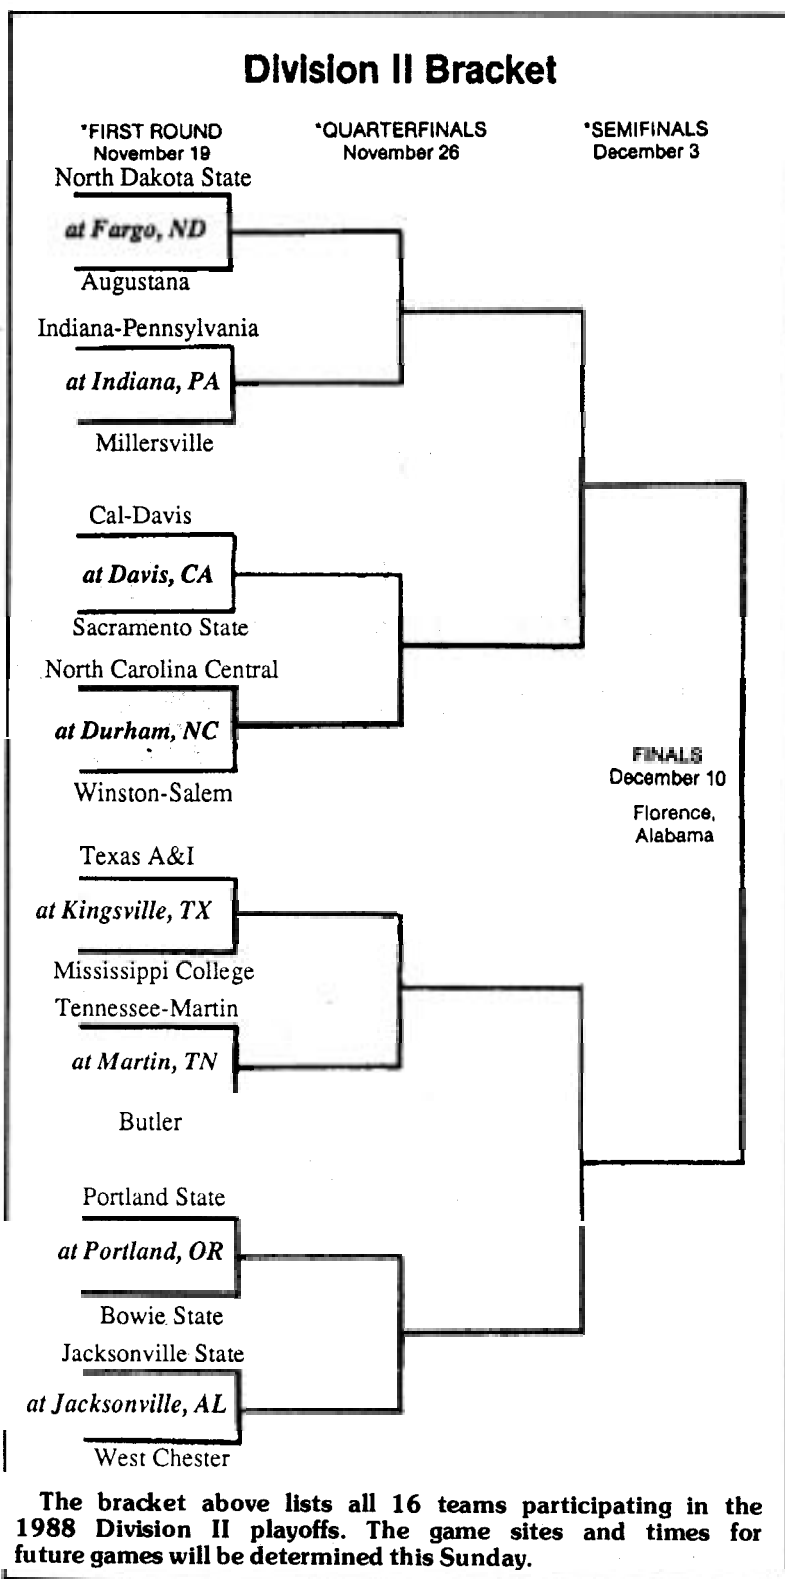 Division II Bracket
*FIRST ROUND
November 19
*QUARTERFINALS
November 26
*SEMIFINALS
December 3
North Dakota State
at Fargo, ND
Augustana
Indiana-Pennsylvania
at Indiana, PA
Millersville
Cal-Davis
at Davis, CA
Sacramento State
North Carolina Central
at Durham, NC
Winston-Salem
FINALS
December 10
Florence,
Alabama
Texas A&I
at Kingsville, TX
Mississippi College
Tennessee-Martin
at Martin, TN
Butler
Portland State
at Portland, OR
Bowie State
Jacksonville State
at Jacksonville, AL
West Chester
The bracket above lists all 16 teams participating in the
1988 Division II playoffs. The game sites and times for
future games will be determined this Sunday.